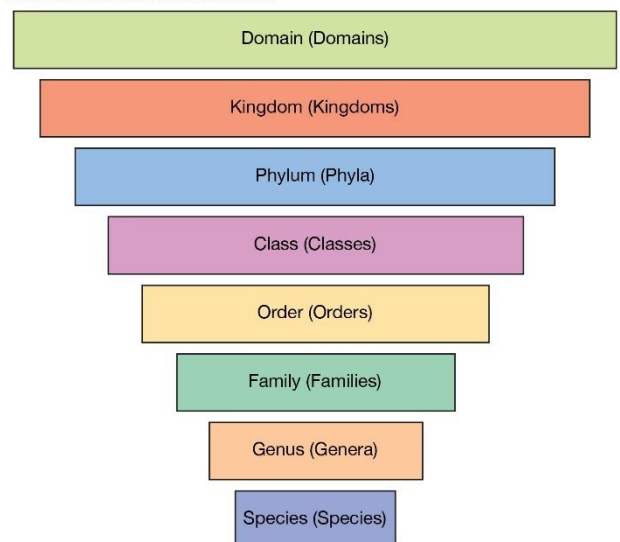 Domain (Domains)
Kingdom (Kingdoms)
Phylum (Phyla)
Class (Classes)
Order (Orders)
Family (Families)
Genus (Genera)
Species (Species)